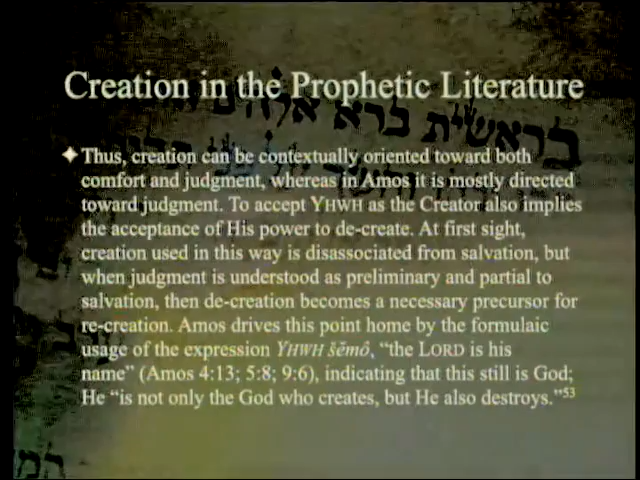 Creation in the Prophetic Literature
בראשית ברא אלהים
Thus, creation can be contextually oriented toward both
comfort and judgment, whereas in Amos it is mostly directed
toward judgment. To accept YHWH as the Creator also implies
the acceptance of His power to de-create. At first sight,
creation used in this way is disassociated from salvation, but
when judgment is understood as preliminary and partial to
salvation, then de-creation becomes a necessary precursor for
re-creation. Amos drives this point home by the formulaic
usage of the expression YHWH šĕmô, “the LORD is his
name” (Amos 4:13; 5:8; 9:6), indicating that this still is God;
He “is not only the God who creates, but He also destroys.”⁵³